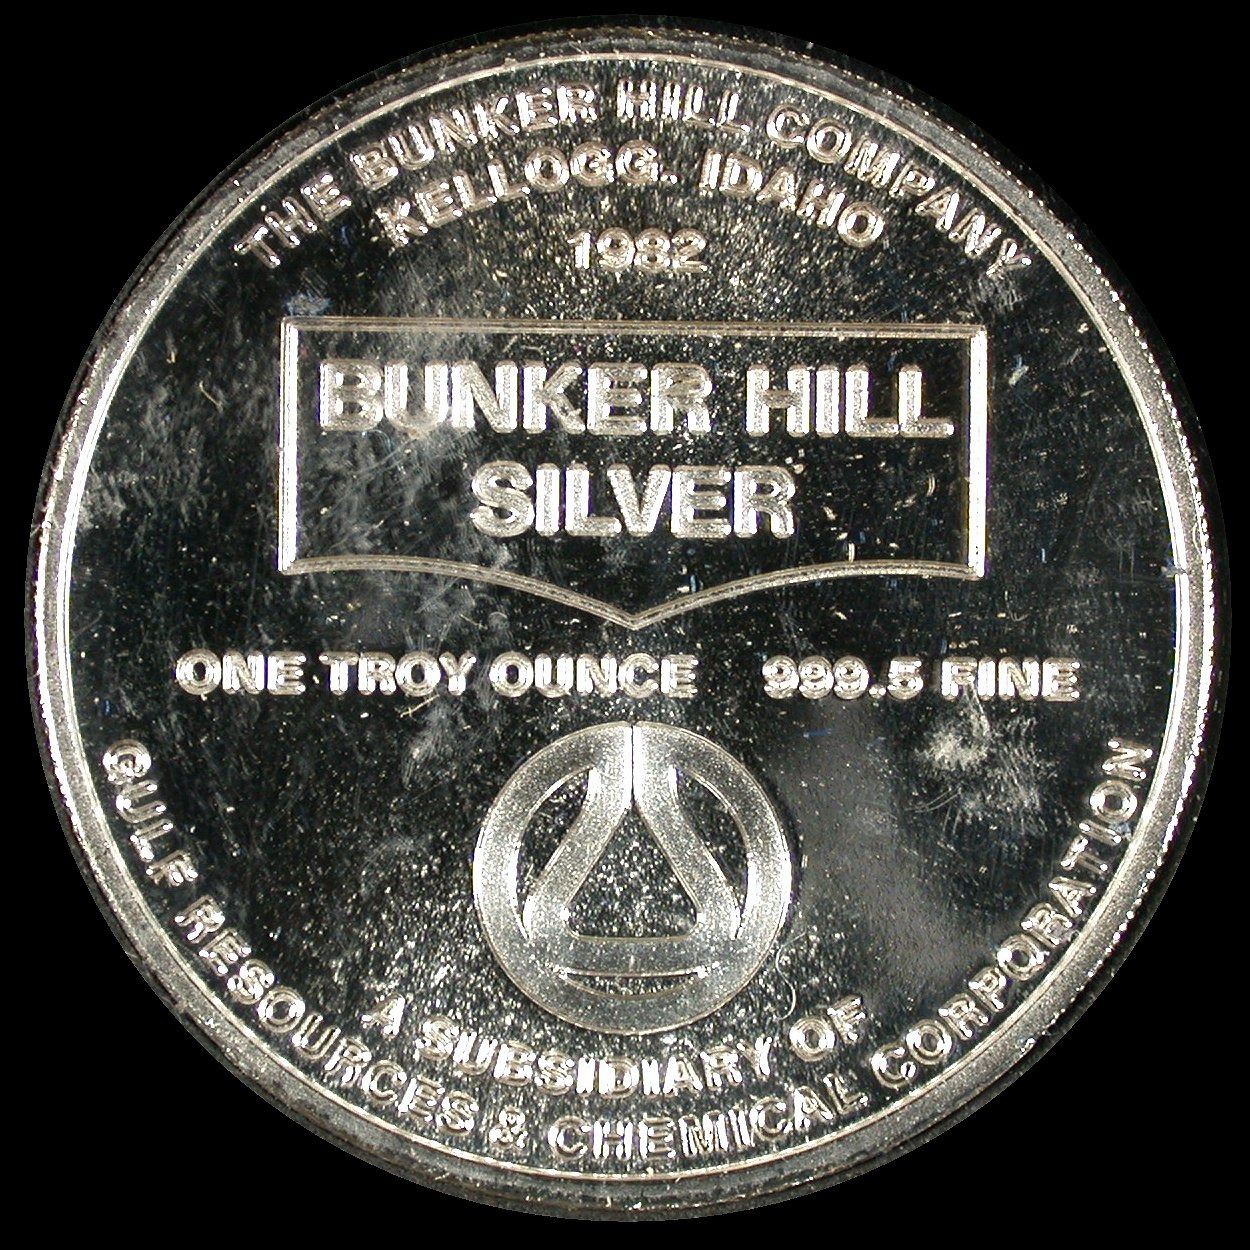 THE BUNKER HILL COMPANY
KELLOGG, IDAHO
1982
BUNKER HILL
SILVER
ONE TROY OUNCE 999.5 FINE
A SUBSIDIARY OF
GULF RESOURCES & CHEMICAL CORPORATION